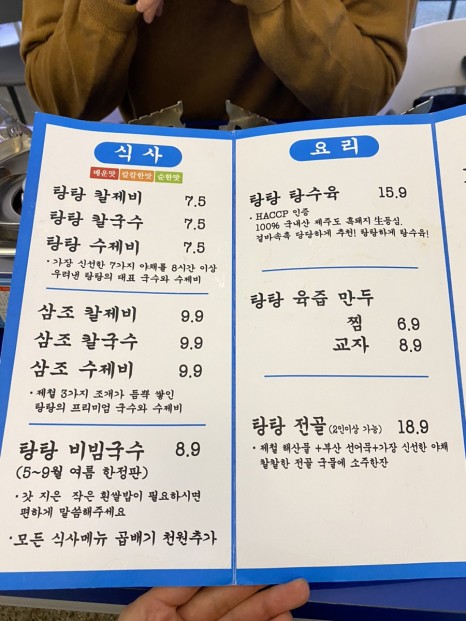 식사
매운맛 칼칼한맛 순한맛
탕탕 칼제비 7.5
탕탕 칼국수 7.5
탕탕 수제비 7.5
· 가장 신선한 7가지 야채를 8시간 이상
우려낸 탕탕의 대표 국수와 수제비
삼조 칼제비 9.9
삼조 칼국수 9.9
삼조 수제비 9.9
· 제철 3가지 조개가 듬뿍 쌓인
탕탕의 프리미엄 국수와 수제비
탕탕 비빔국수 8.9
(5~9월 여름 한정판)
· 갓 지은 작은 흰쌀밥이 필요하시면
편하게 말씀해주세요
· 모든 식사메뉴 곱배기 천원추가
요리
탕탕 탕수육 15.9
· HACCP 인증
100% 국내산 제주도 흑돼지 生등심,
겉바속촉 당당하게 추천! 탕탕하게 탕수육!
탕탕 육즙 만두
찜 6.9
교자 8.9
탕탕 전골 (2인이상 가능) 18.9
· 제철 해산물+부산 선어묵+가장 신선한 야채
칼칼한 전골 국물에 소주한잔